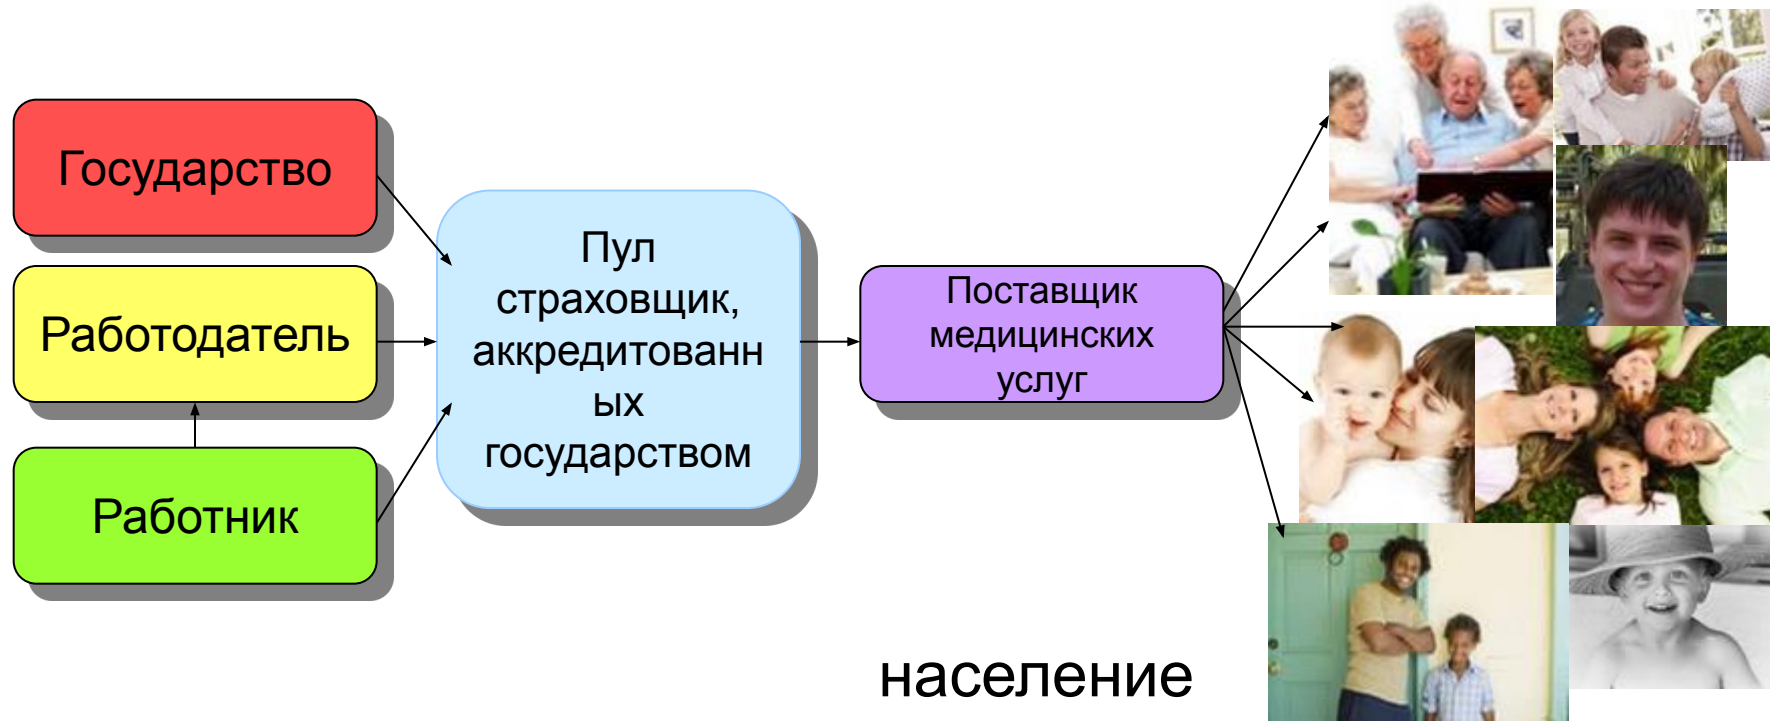 Государство
Работодатель
Работник
Пул
страховщик,
аккредитованн
ых
государством
Поставщик
медицинских
услуг
население